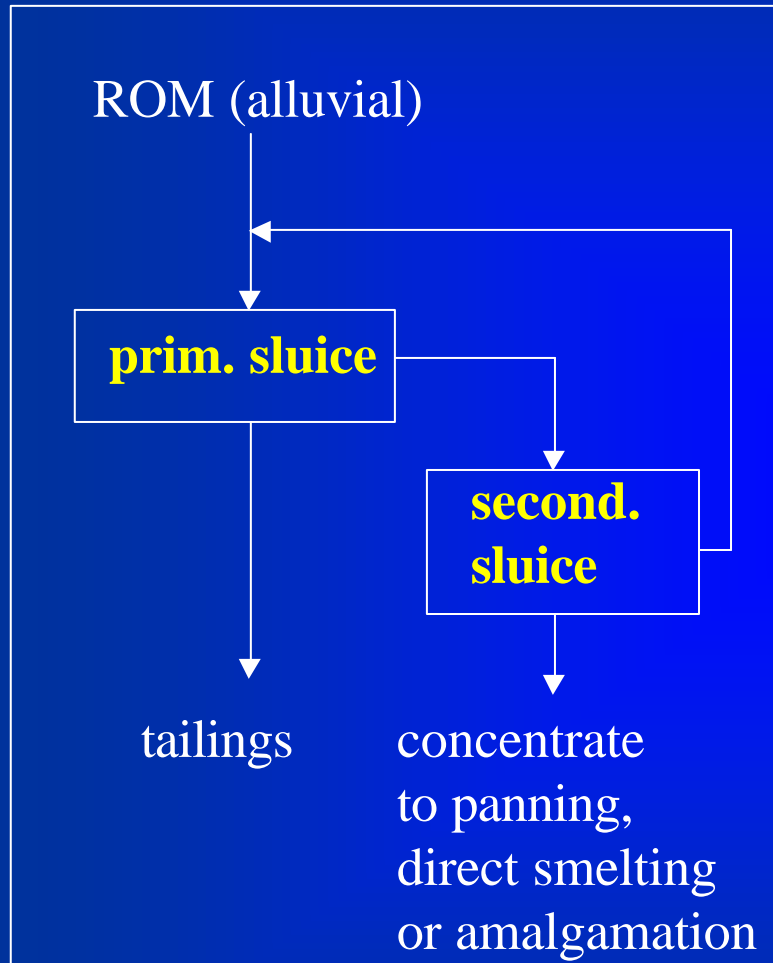 ROM (alluvial)
prim. sluice
second.
sluice
tailings
concentrate
to panning,
direct smelting
or amalgamation